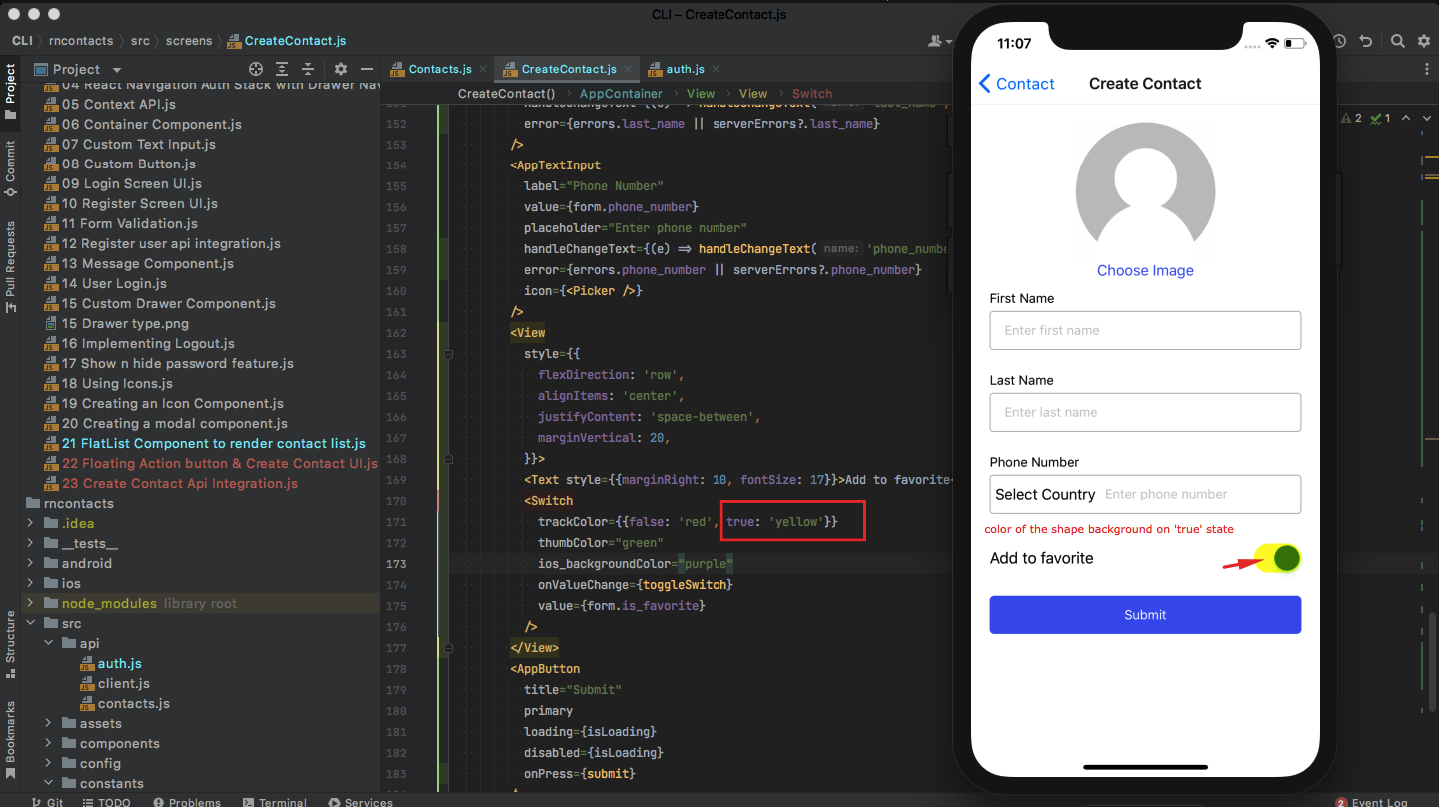 CLI – CreateContact.js
CLI rncontacts src screens CreateContact.js
Project
Contacts.js CreateContact.js auth.js
CreateContact() AppContainer View View Switch
2 1
Project
Commit
Pull Requests
Structure
Bookmarks
04 React Navigation Auth Stack with Drawer Nav
05 Context API.js
06 Container Component.js
07 Custom Text Input.js
08 Custom Button.js
09 Login Screen UI.js
10 Register Screen UI.js
11 Form Validation.js
12 Register user api integration.js
13 Message Component.js
14 User Login.js
15 Custom Drawer Component.js
15 Drawer type.png
16 Implementing Logout.js
17 Show n hide password feature.js
18 Using Icons.js
19 Creating an Icon Component.js
20 Creating a modal component.js
21 FlatList Component to render contact list.js
22 Floating Action button & Create Contact UI.js
23 Create Contact Api Integration.js
rncontacts
.idea
__tests__
android
ios
node_modules library root
src
api
auth.js
client.js
contacts.js
assets
components
config
constants
152 error={errors.last_name || serverErrors?.last_name}
153 />
154 <AppTextInput
155 label="Phone Number"
156 value={form.phone_number}
157 placeholder="Enter phone number"
158 handleChangeText={(e) => handleChangeText( name: 'phone_numbe
159 error={errors.phone_number || serverErrors?.phone_number}
160 icon={<Picker />}
161 />
162 <View
163 style={{
164 flexDirection: 'row',
165 alignItems: 'center',
166 justifyContent: 'space-between',
167 marginVertical: 20,
168 }}>
169 <Text style={{marginRight: 10, fontSize: 17}}>Add to favorite<
170 <Switch
171 trackColor={{false: 'red', true: 'yellow'}}
172 thumbColor="green"
173 ios_backgroundColor="purple"
174 onValueChange={toggleSwitch}
175 value={form.is_favorite}
176 />
177 </View>
178 <AppButton
179 title="Submit"
180 primary
181 loading={isLoading}
182 disabled={isLoading}
183 onPress={submit}
11:07
Contact Create Contact
Choose Image
First Name
Enter first name
Last Name
Enter last name
Phone Number
Select Country Enter phone number
color of the shape background on 'true' state
Add to favorite
Submit
Git TODO Problems Terminal Services 2 Event Log